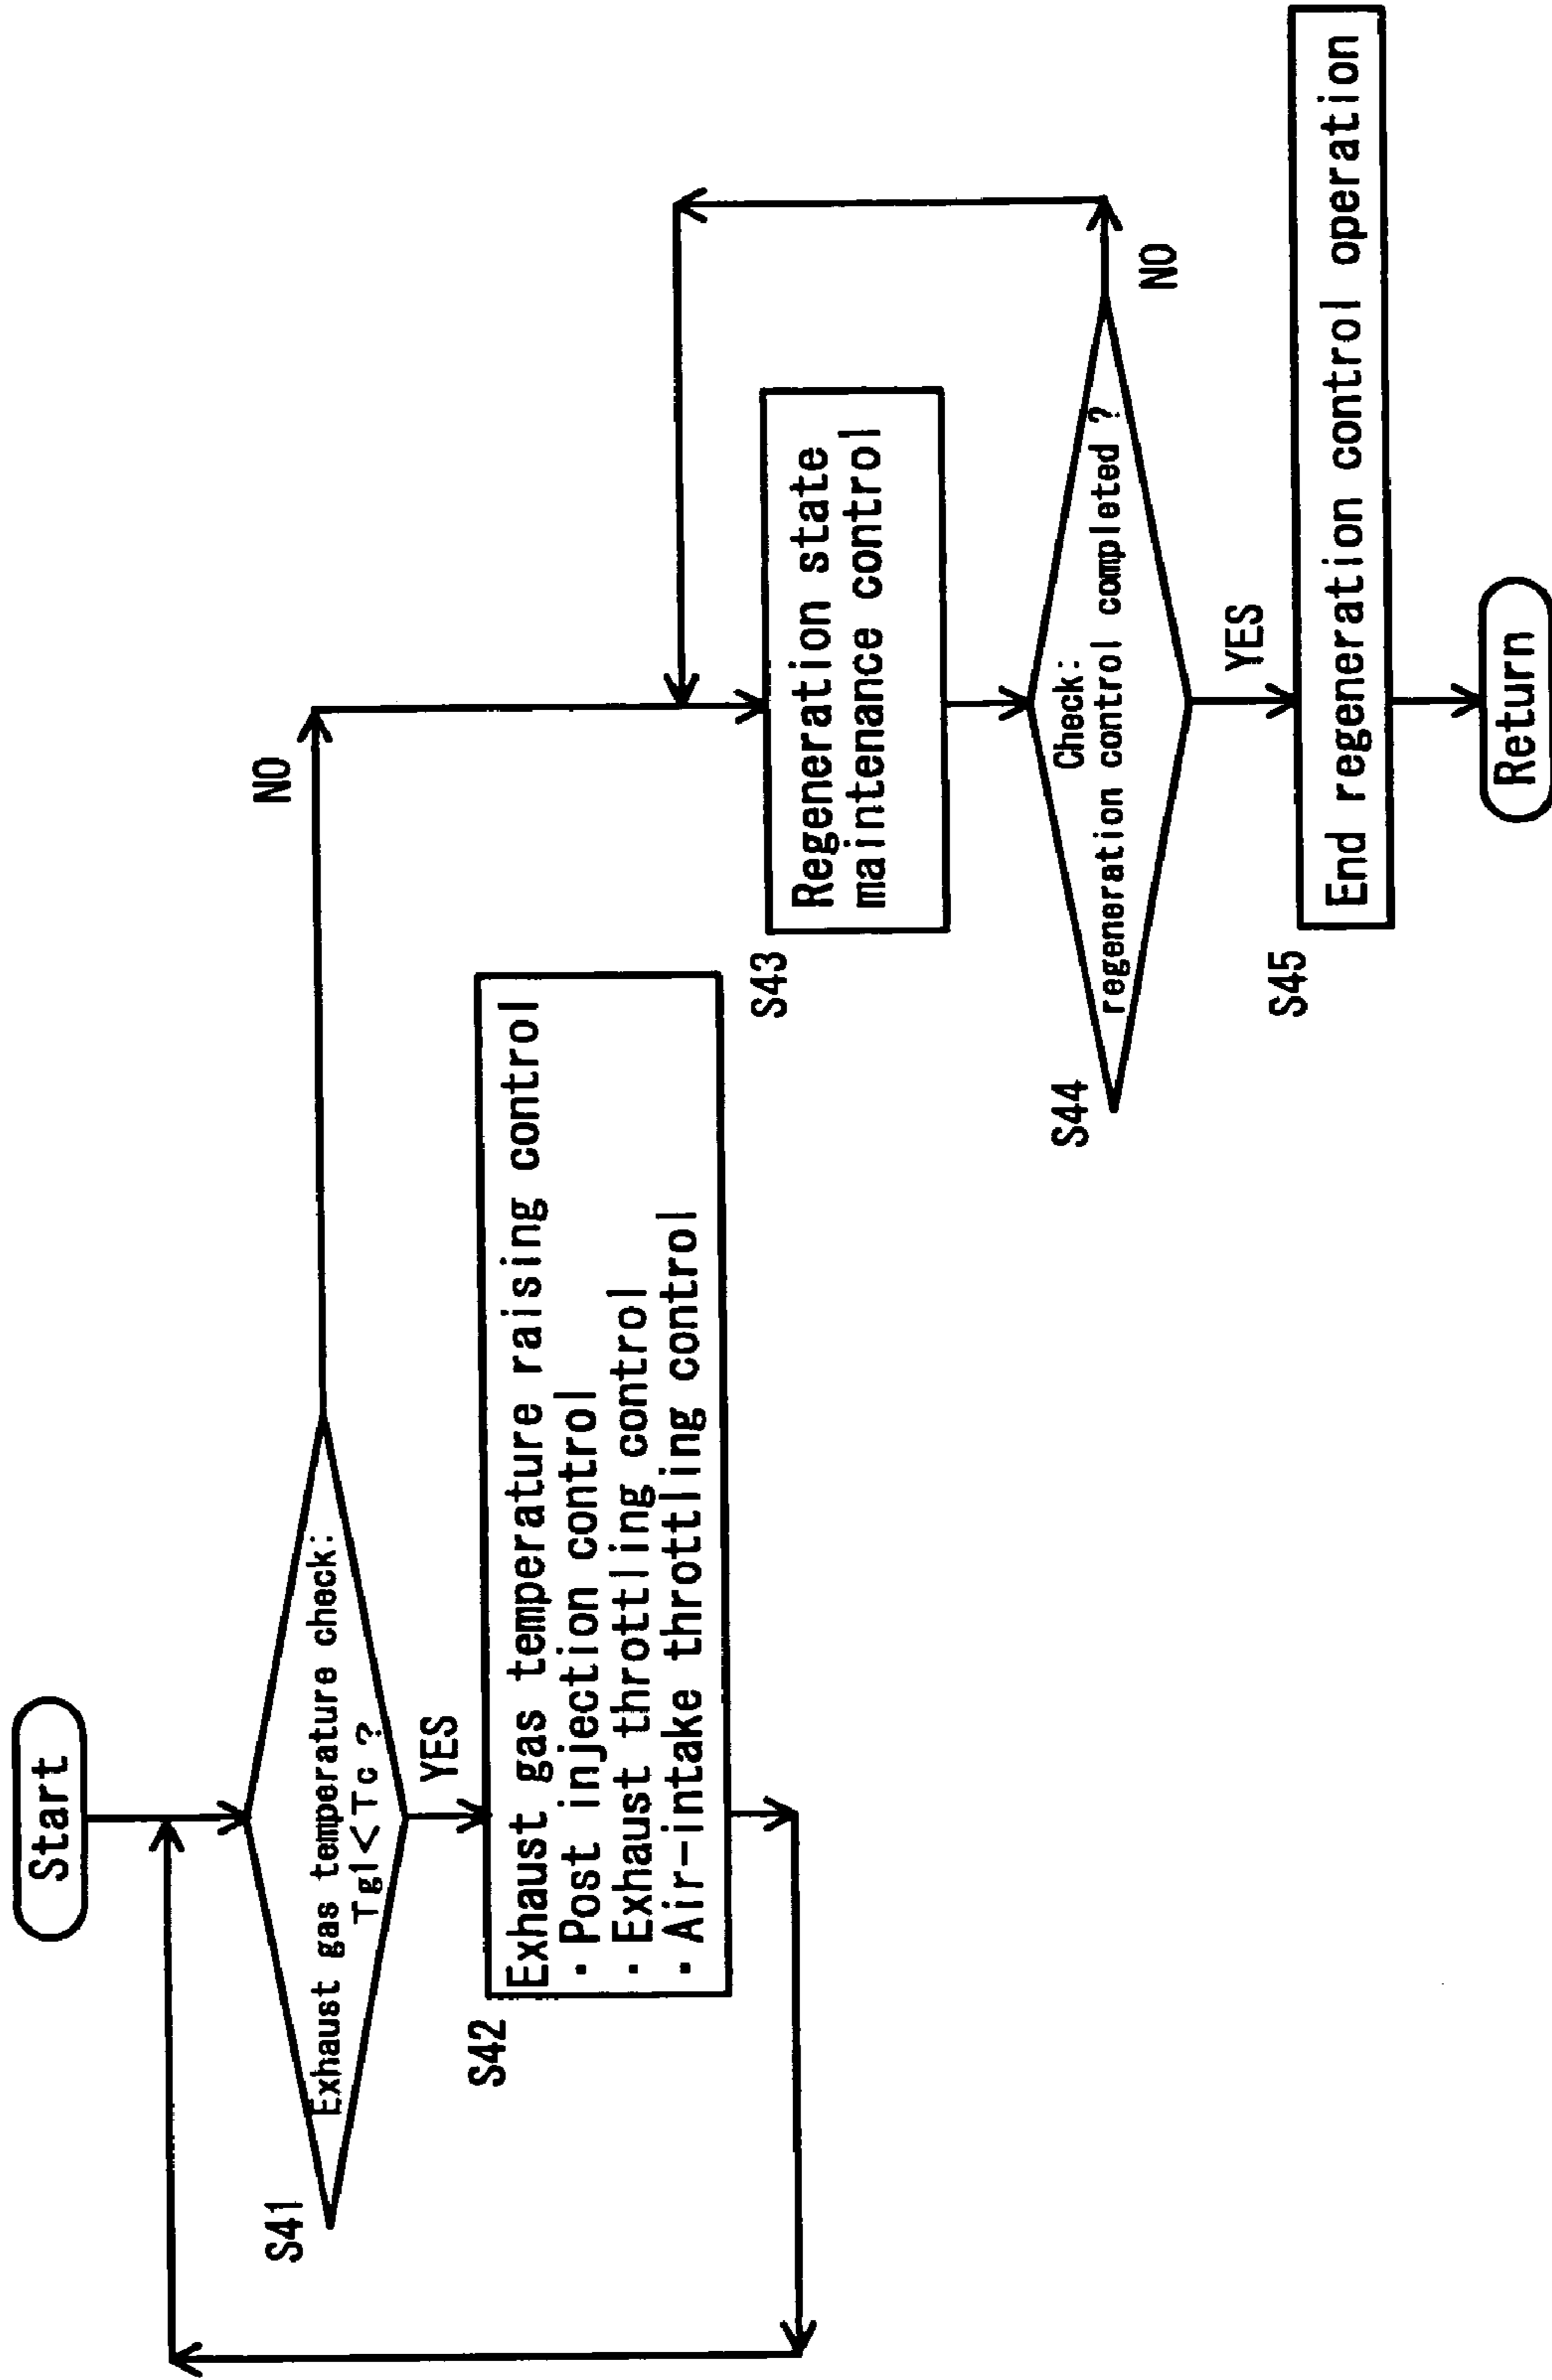 Start
S41
Exhaust gas temperature check:
Tg1<Tc ?
NO
YES
S42
Exhaust gas temperature raising control
・Post injection control
・Exhaust throttling control
・Air-intake throttling control
S43
Regeneration state
maintenance control
S44
Check:
regeneration control completed ?
NO
YES
S45
End regeneration control operation
Return